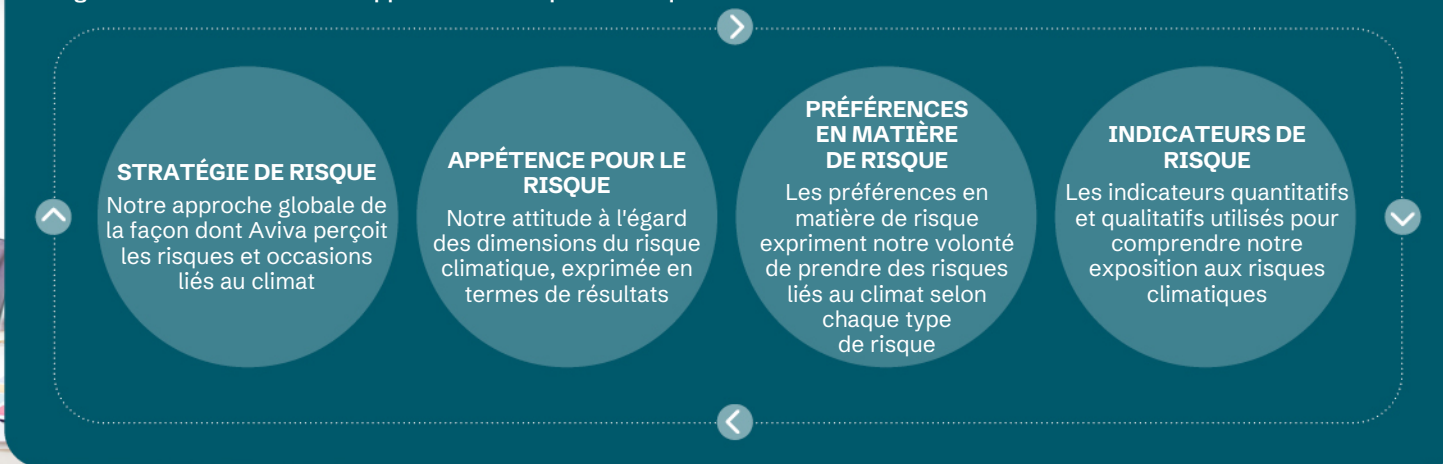 STRATÉGIE DE RISQUE
Notre approche globale de
la façon dont Aviva perçoit
les risques et occasions
liés au climat
APPÉTENCE POUR LE
RISQUE
Notre attitude à l'égard
des dimensions du risque
climatique, exprimée en
termes de résultats
PRÉFÉRENCES
EN MATIÈRE
DE RISQUE
Les préférences en
matière de risque
expriment notre volonté
de prendre des risques
liés au climat selon
chaque type
de risque
INDICATEURS DE
RISQUE
Les indicateurs quantitatifs
et qualitatifs utilisés pour
comprendre notre
exposition aux risques
climatiques